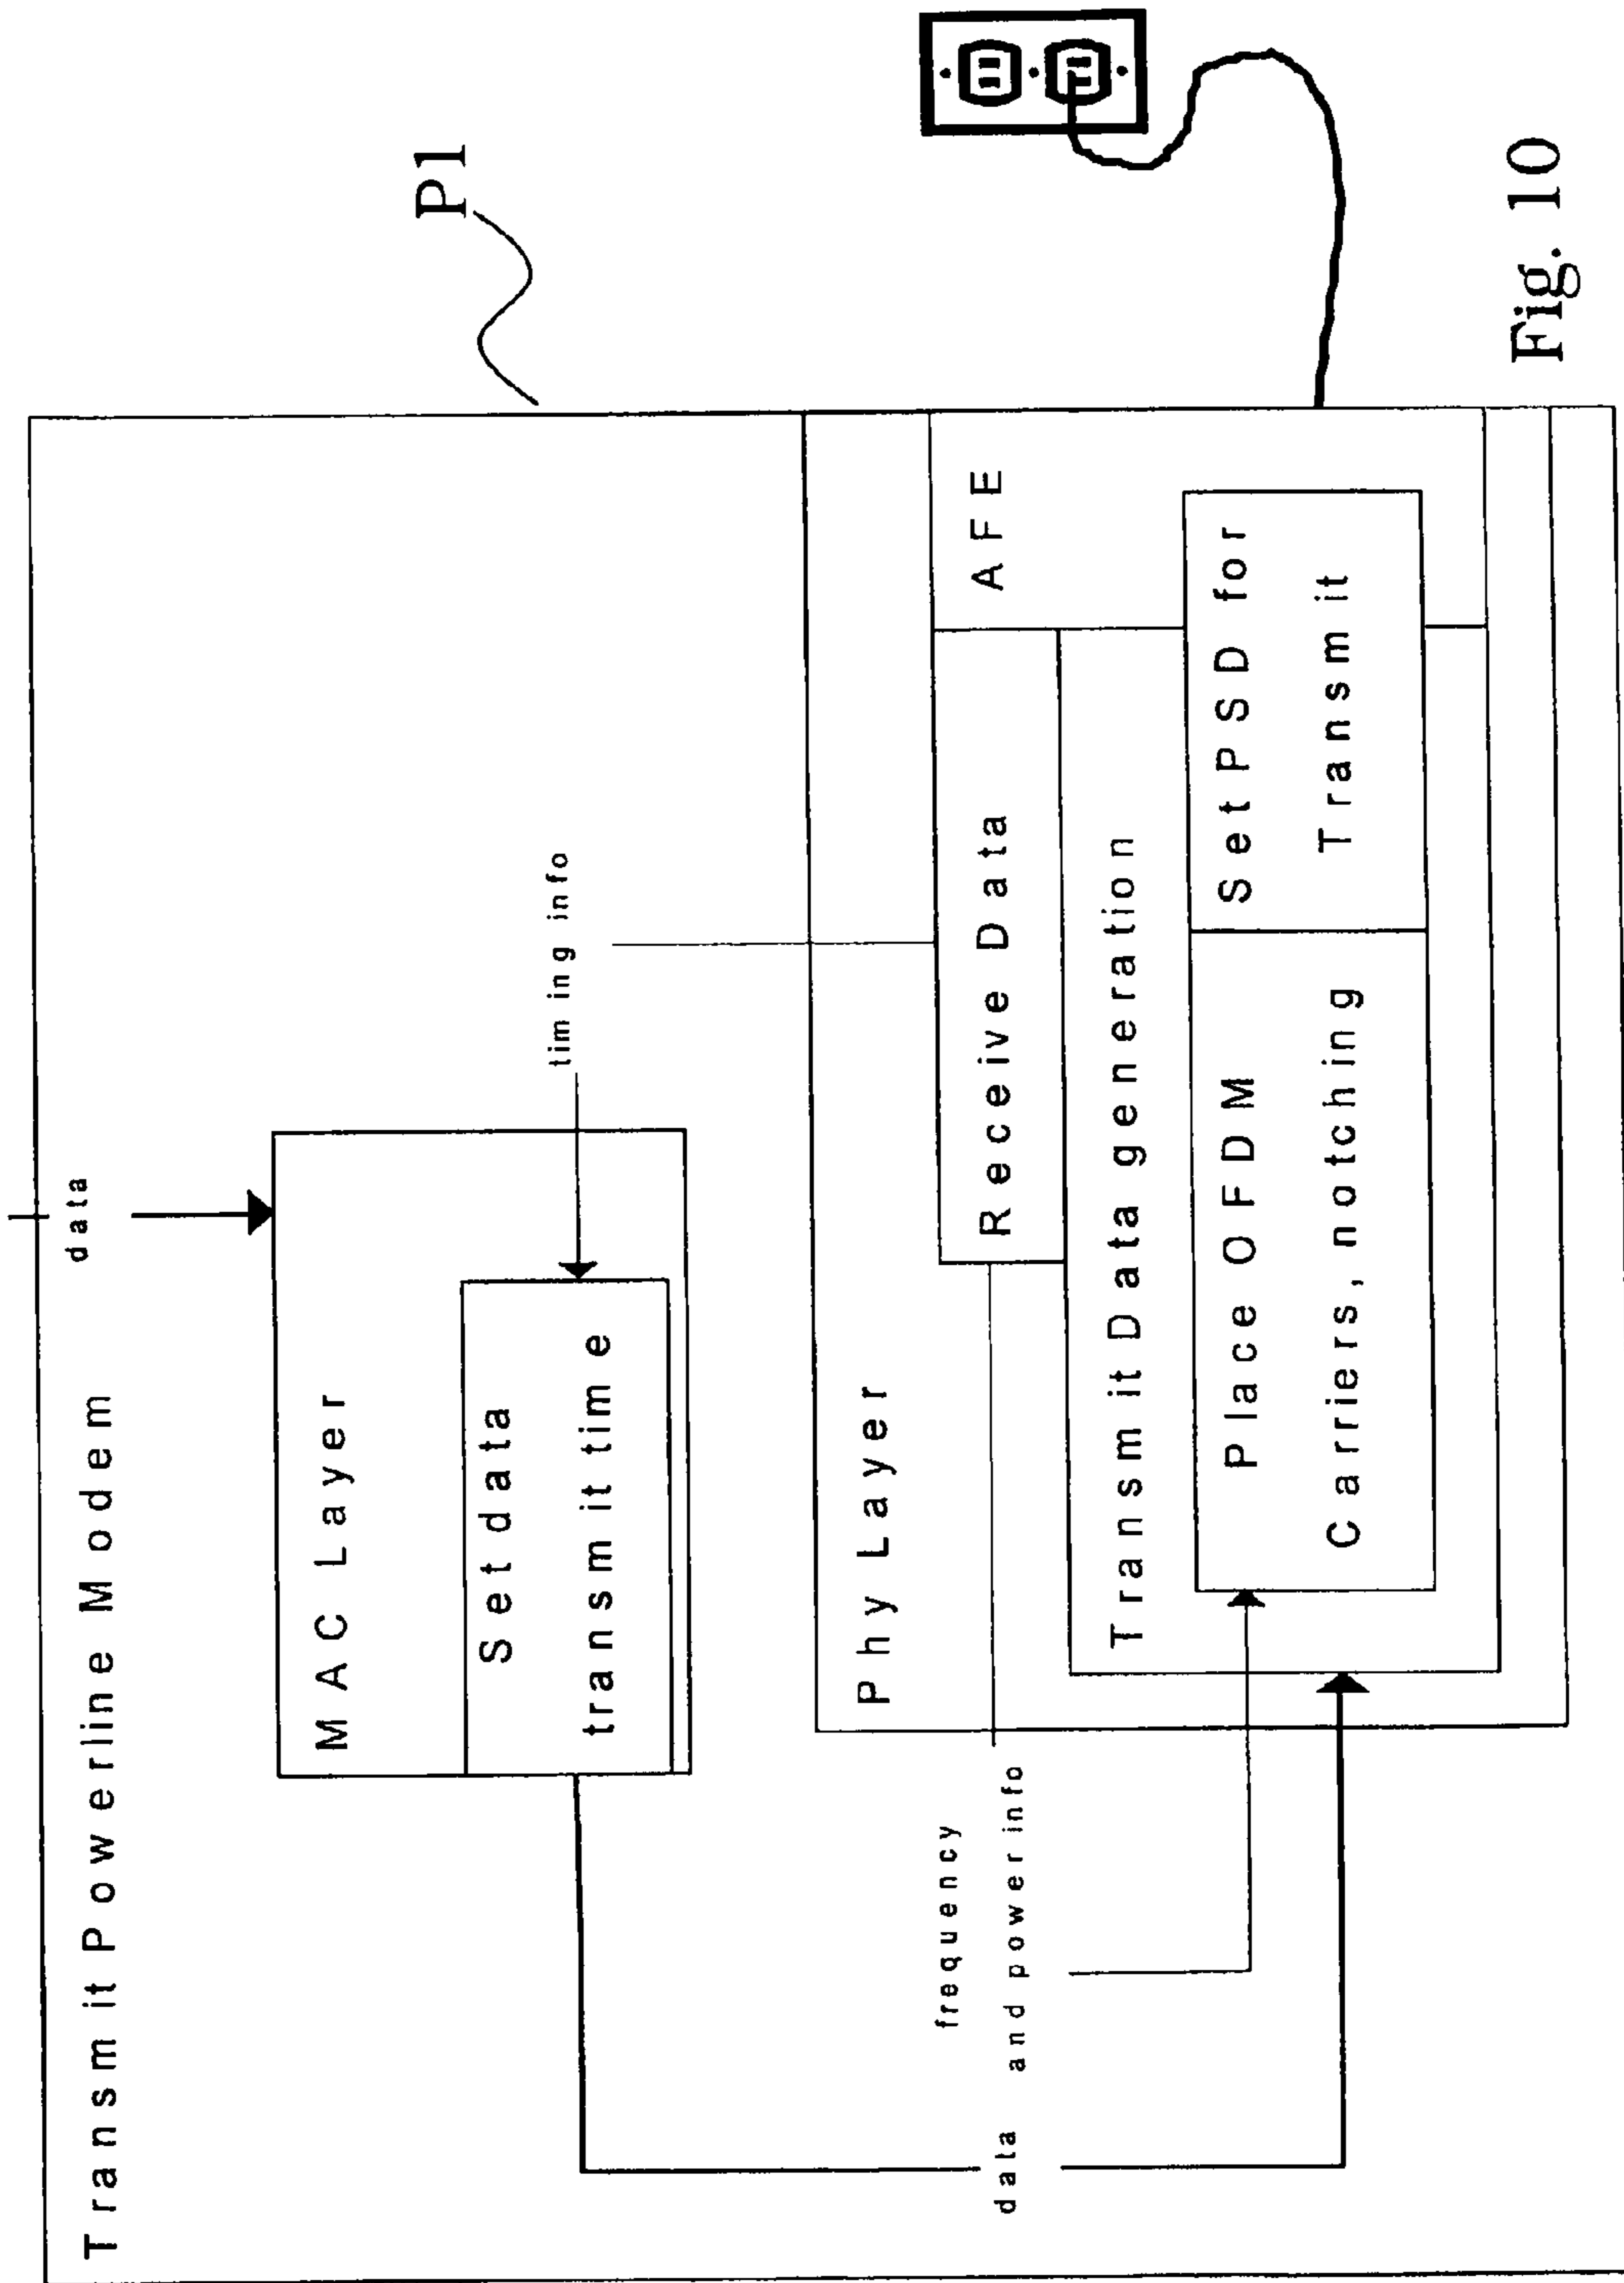 Transmit Powerline Modem
data
P1
MAC Layer
Set data
transmit time
timing info
Phy Layer
AFE
Receive Data
Transmit Data generation
Place OFDM
Carriers, notching
Set PSD for
Transmit
frequency
and power info
data
Fig. 10